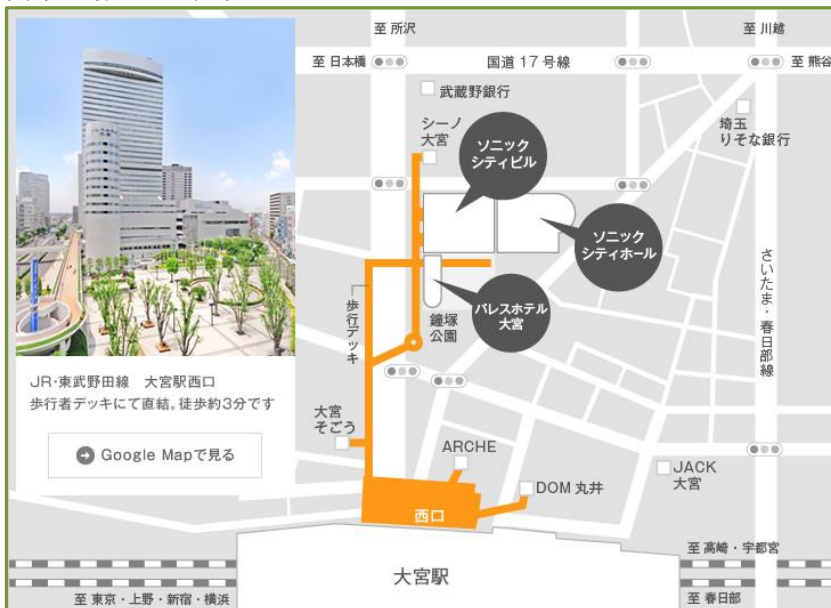 至 所沢
至 川越
至 日本橋
国道 17 号線
至 熊谷
武蔵野銀行
シーノ
大宮
ソニック
シティビル
埼玉
りそな銀行
ソニック
シティホール
さいたま・春日部線
パレスホテル
大宮
鐘塚
公園
歩行デッキ
JR・東武野田線　大宮駅西口
歩行者デッキにて直結。徒歩約3分です
Google Mapで見る
大宮
そごう
ARCHE
DOM 丸井
JACK
大宮
西口
大宮駅
至 高崎・宇都宮
至 東京・上野・新宿・横浜
至 春日部